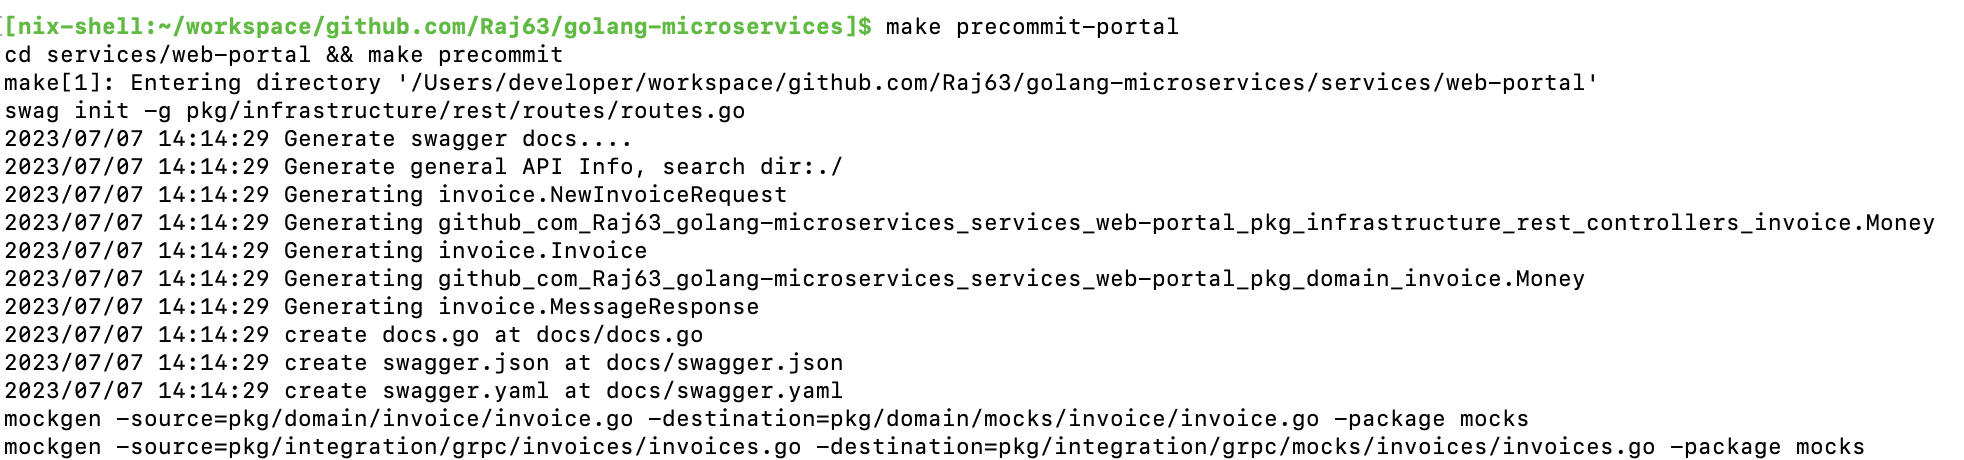 [nix-shell:~/workspace/github.com/Raj63/golang-microservices]$ make precommit-portal
cd services/web-portal && make precommit
make[1]: Entering directory '/Users/developer/workspace/github.com/Raj63/golang-microservices/services/web-portal'
swag init -g pkg/infrastructure/rest/routes/routes.go
2023/07/07 14:14:29 Generate swagger docs....
2023/07/07 14:14:29 Generate general API Info, search dir:./
2023/07/07 14:14:29 Generating invoice.NewInvoiceRequest
2023/07/07 14:14:29 Generating github_com_Raj63_golang-microservices_services_web-portal_pkg_infrastructure_rest_controllers_invoice.Money
2023/07/07 14:14:29 Generating invoice.Invoice
2023/07/07 14:14:29 Generating github_com_Raj63_golang-microservices_services_web-portal_pkg_domain_invoice.Money
2023/07/07 14:14:29 Generating invoice.MessageResponse
2023/07/07 14:14:29 create docs.go at docs/docs.go
2023/07/07 14:14:29 create swagger.json at docs/swagger.json
2023/07/07 14:14:29 create swagger.yaml at docs/swagger.yaml
mockgen -source=pkg/domain/invoice/invoice.go -destination=pkg/domain/mocks/invoice/invoice.go -package mocks
mockgen -source=pkg/integration/grpc/invoices/invoices.go -destination=pkg/integration/grpc/mocks/invoices/invoices.go -package mocks